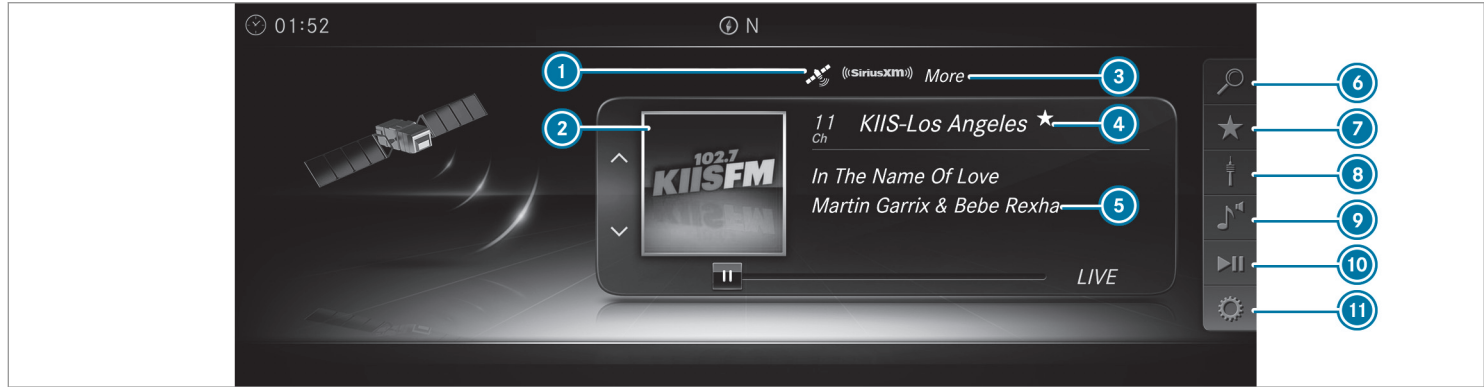 01:52
N
1
((SiriusXM)) More
3
6
2
11
Ch
KIIS-Los Angeles
4
7
102.7
KIISFM
In The Name Of Love
8
Martin Garrix & Bebe Rexha
5
9
LIVE
10
11